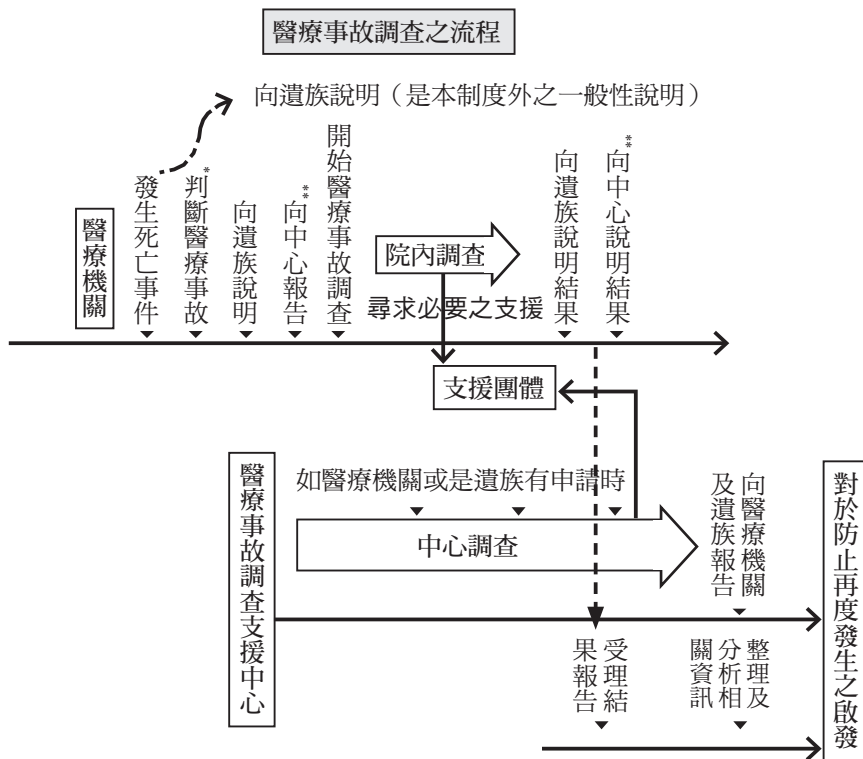 醫療事故調查之流程
向遺族說明（是本制度外之一般性說明）
醫療機關
發生死亡事件
判斷醫療事故*
向遺族說明
向中心報告**
開始醫療事故調查
院內調查
尋求必要之支援
向遺族說明結果
向中心說明結果**
支援團體
醫療事故調查支援中心
如醫療機關或是遺族有申請時
中心調查
向醫療機關
及遺族報告
受理結
果報告
整理及
分析相
關資訊
對於防止再度發生之啟發